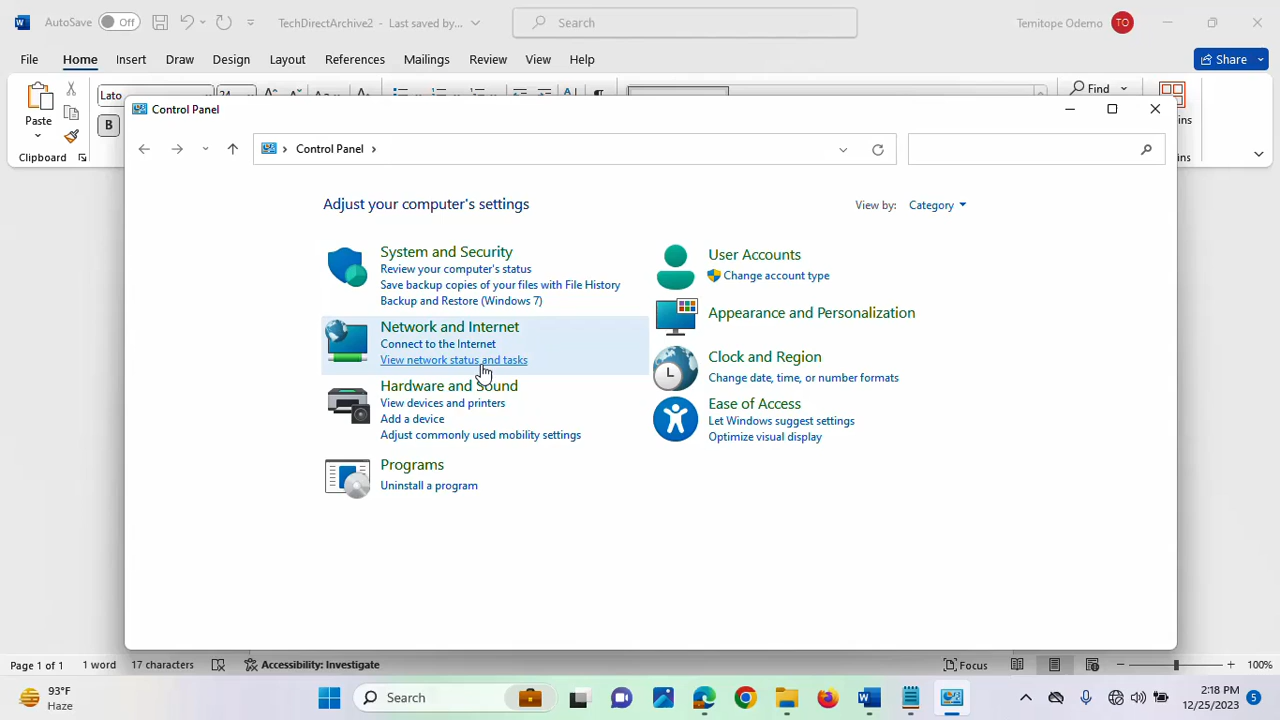 AutoSave Off TechDirectArchive2 - Last saved by... Search Temitope Odemo TO
File Home Insert Draw Design Layout References Mailings Review View Help Share
Lato 24 Find
Paste B
Clipboard
Control Panel
Control Panel
Adjust your computer's settings
View by: Category
System and Security
Review your computer's status
Save backup copies of your files with File History
Backup and Restore (Windows 7)
Network and Internet
Connect to the Internet
View network status and tasks
Hardware and Sound
View devices and printers
Add a device
Adjust commonly used mobility settings
Programs
Uninstall a program
User Accounts
Change account type
Appearance and Personalization
Clock and Region
Change date, time, or number formats
Ease of Access
Let Windows suggest settings
Optimize visual display
Page 1 of 1 1 word 17 characters Accessibility: Investigate Focus 100%
93°F
Haze
Search
2:18 PM
12/25/2023
5